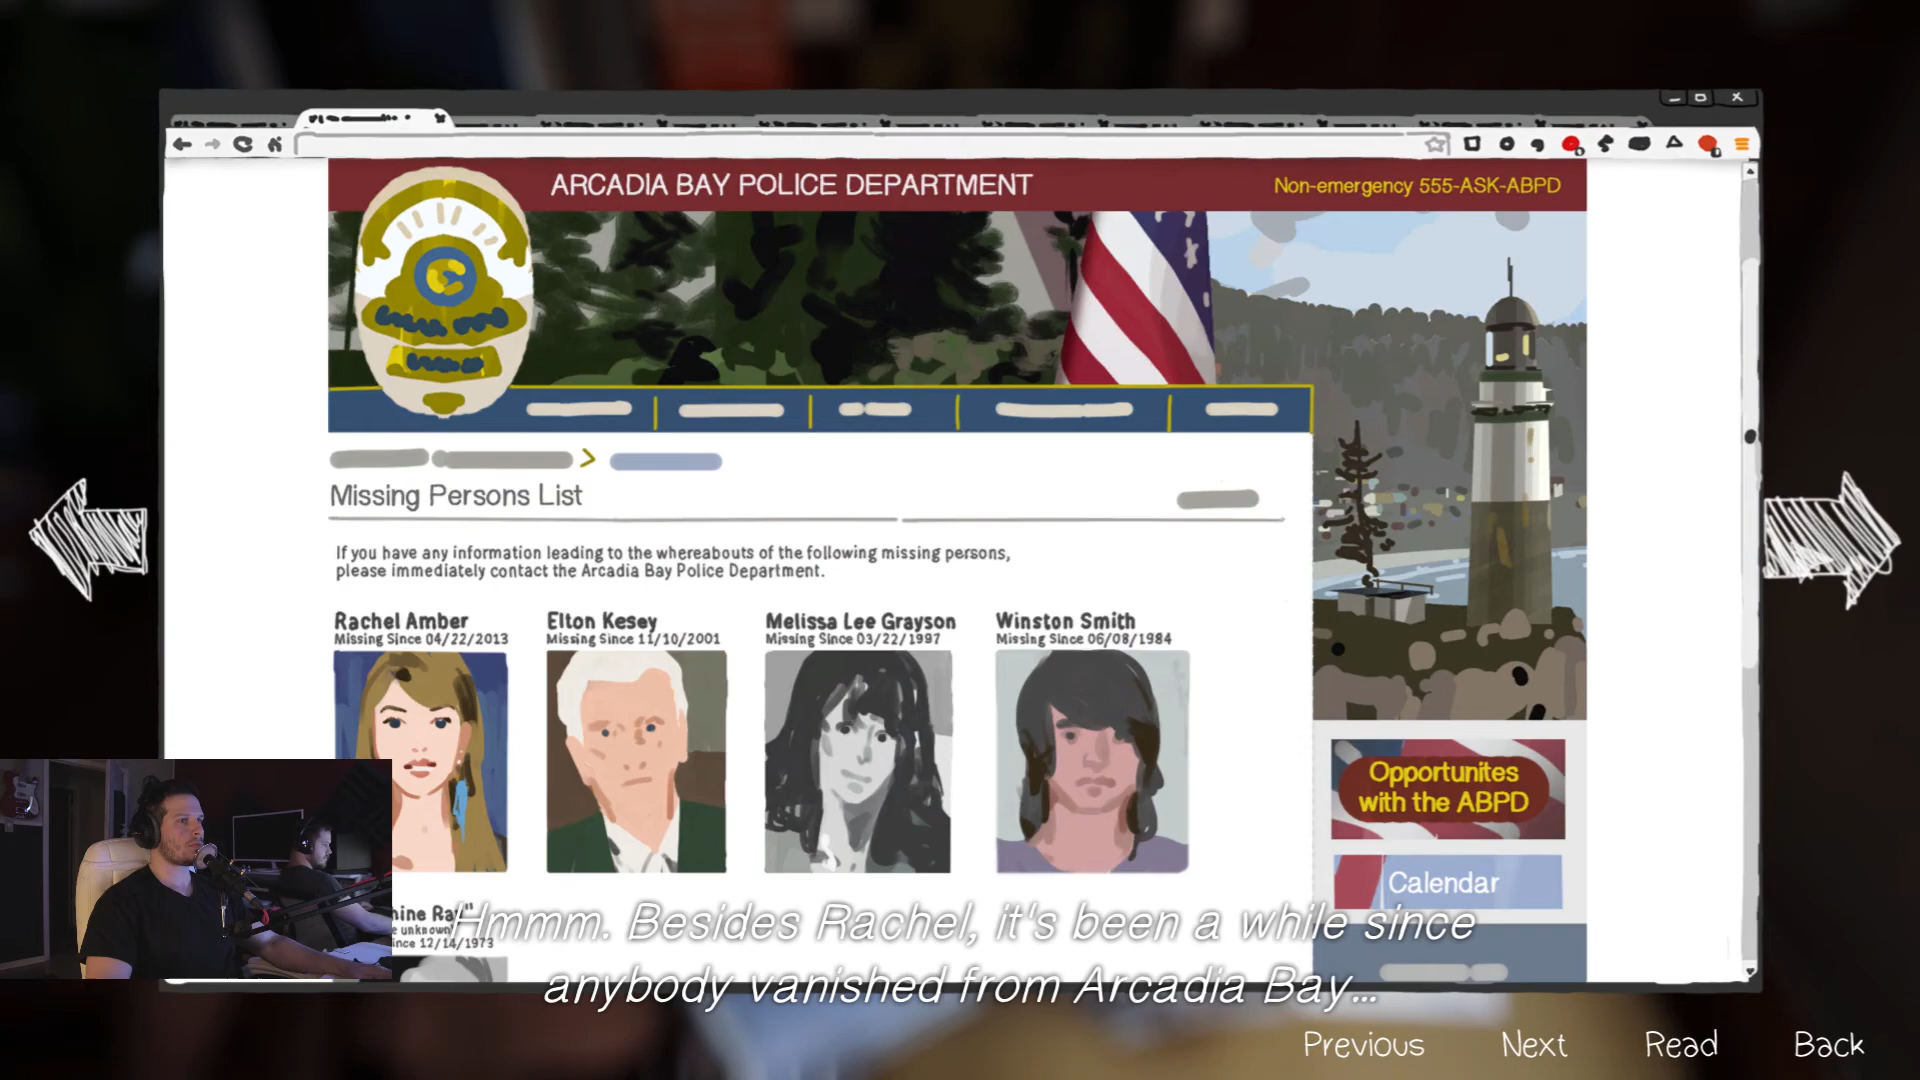 ARCADIA BAY POLICE DEPARTMENT
Non-emergency 555-ASK-ABPD
Missing Persons List
If you have any information leading to the whereabouts of the following missing persons,
please immediately contact the Arcadia Bay Police Department.
Rachel Amber
Missing Since 04/22/2013
Elton Kesey
Missing Since 11/10/2001
Melissa Lee Grayson
Missing Since 03/22/1997
Winston Smith
Missing Since 06/08/1984
Opportunites
with the ABPD
Calendar
unknown
12/14/1973
Hmmm. Besides Rachel, it's been a while since
anybody vanished from Arcadia Bay...
Previous
Next
Read
Back